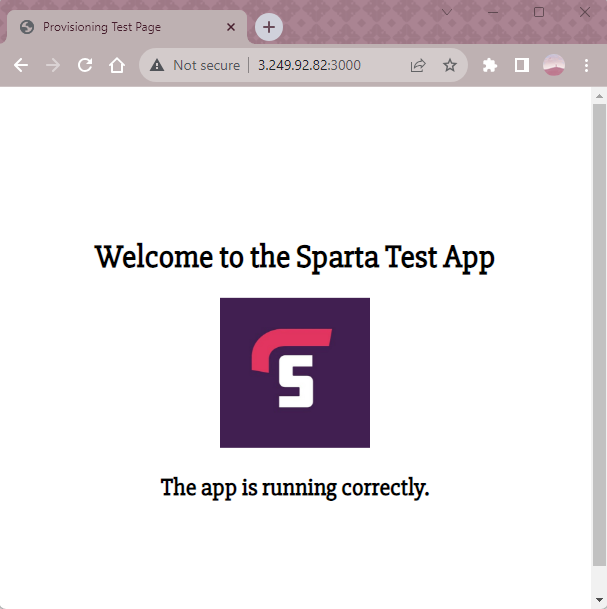 Provisioning Test Page
Not secure
3.249.92.82:3000
Welcome to the Sparta Test App
S
The app is running correctly.